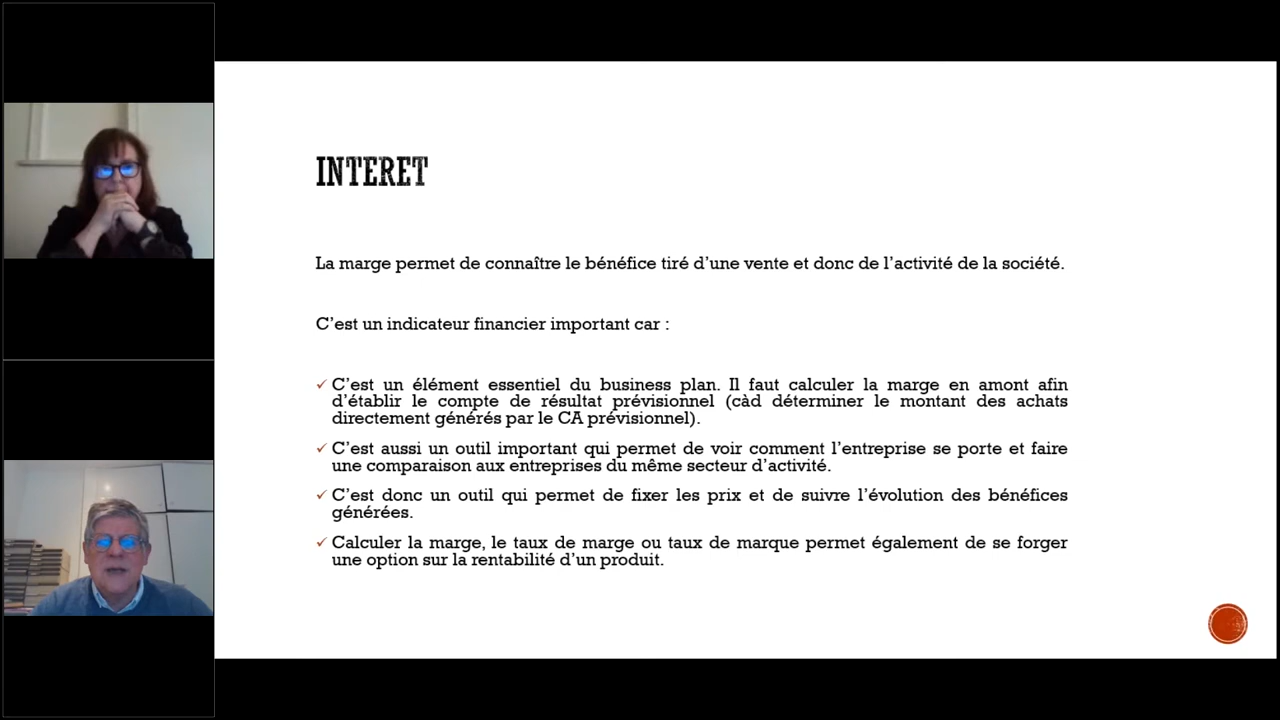 INTERET
La marge permet de connaître le bénéfice tiré d’une vente et donc de l’activité de la société.
C’est un indicateur financier important car :
✓ C’est un élément essentiel du business plan. Il faut calculer la marge en amont afin
d’établir le compte de résultat prévisionnel (càd déterminer le montant des achats
directement générés par le CA prévisionnel).
✓ C’est aussi un outil important qui permet de voir comment l’entreprise se porte et faire
une comparaison aux entreprises du même secteur d’activité.
✓ C’est donc un outil qui permet de fixer les prix et de suivre l’évolution des bénéfices
générées.
✓ Calculer la marge, le taux de marge ou taux de marque permet également de se forger
une option sur la rentabilité d’un produit.